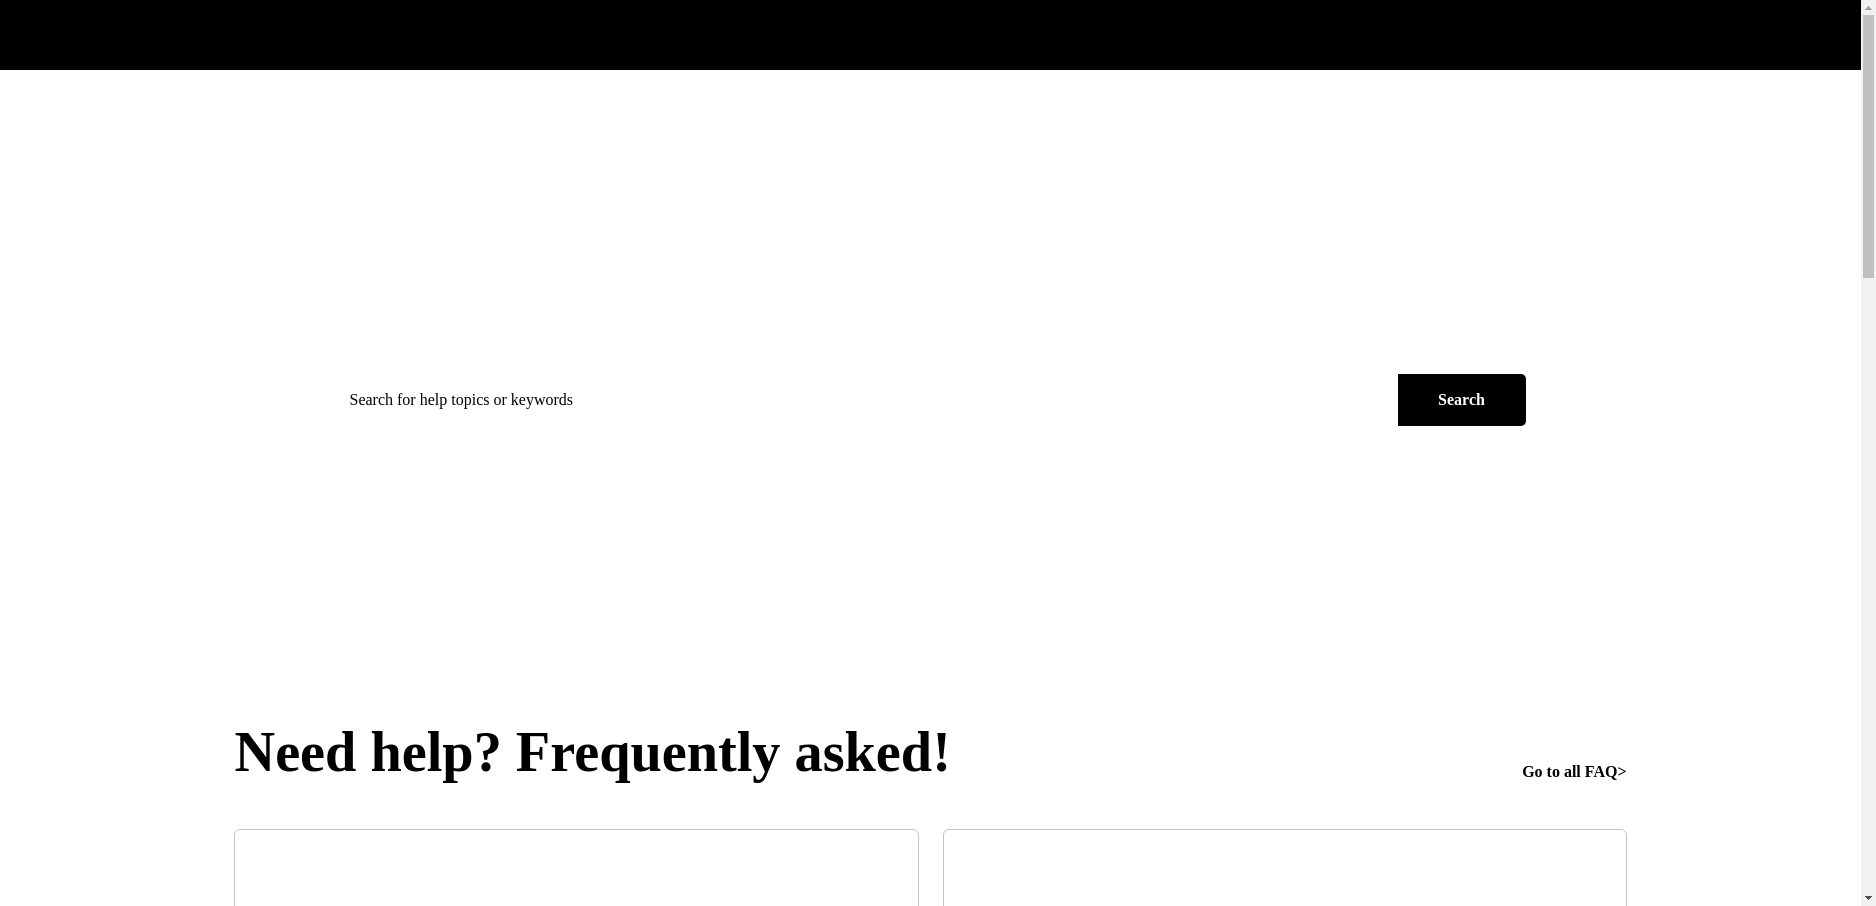 Search for help topics or keywords
Search
Need help? Frequently asked!
Go to all FAQ>